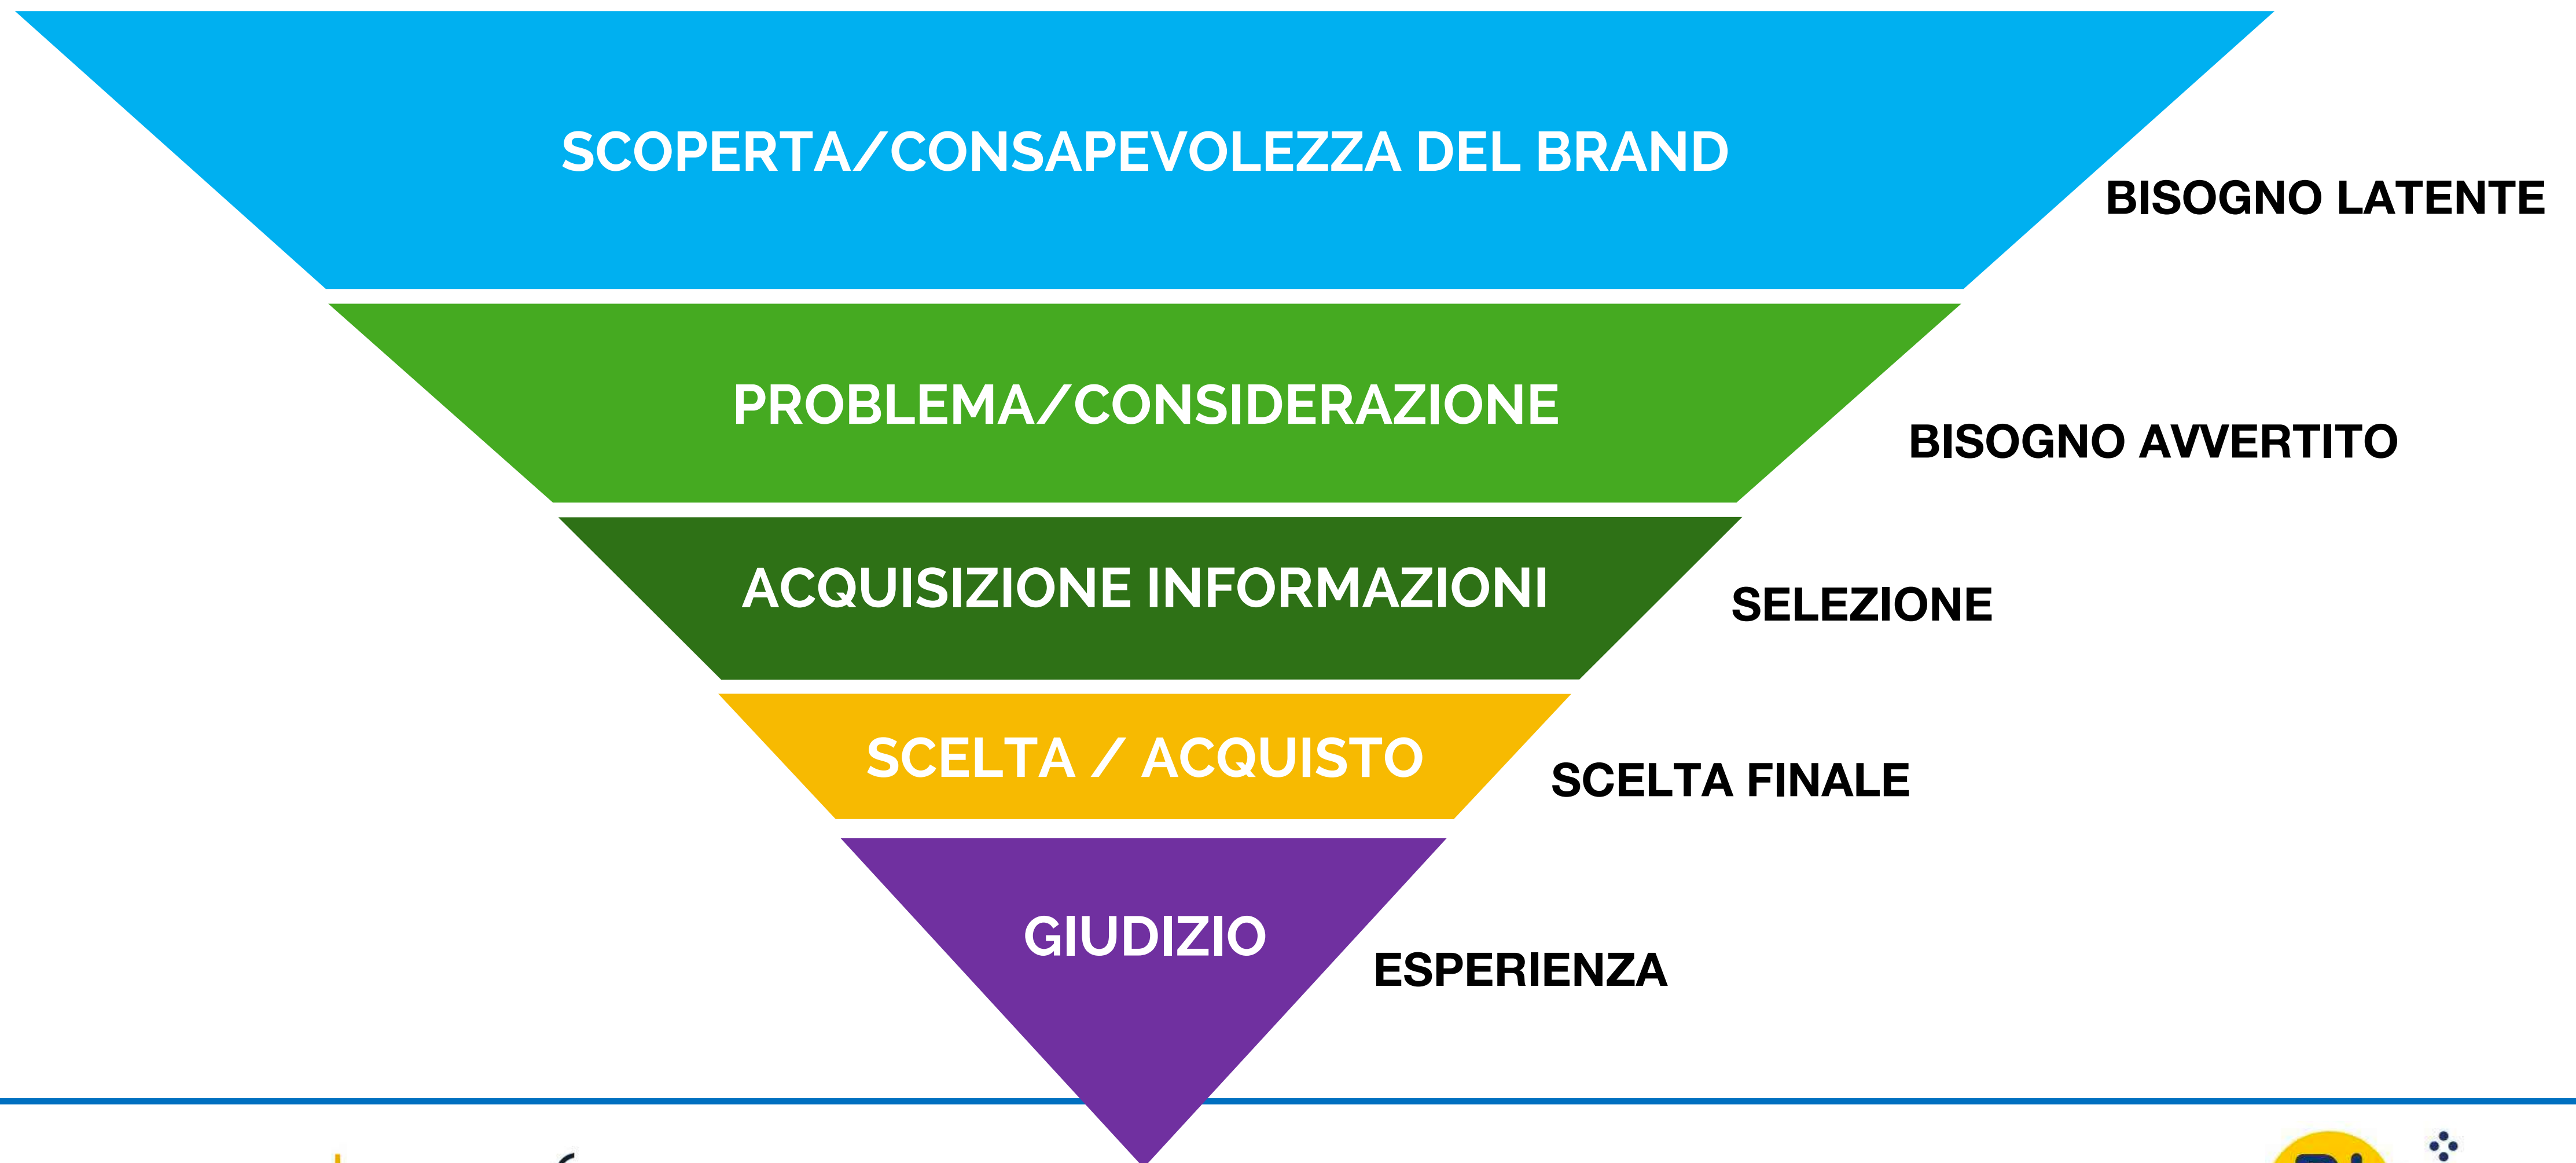 SCOPERTA/CONSAPEVOLEZZA DEL BRAND
BISOGNO LATENTE
PROBLEMA/CONSIDERAZIONE
BISOGNO AVVERTITO
ACQUISIZIONE INFORMAZIONI
SELEZIONE
SCELTA / ACQUISTO
SCELTA FINALE
GIUDIZIO
ESPERIENZA